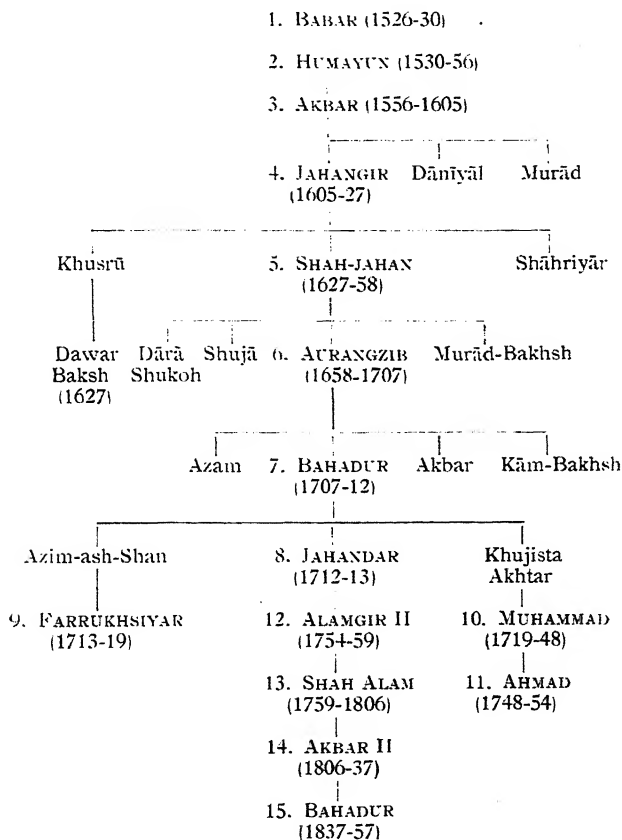 1. BABAR (1526-30)
2. HUMAYUN (1530-56)
3. AKBAR (1556-1605)
4. JAHANGIR Dānīyāl Murād
(1605-27)
Khusrū 5. SHAH-JAHAN Shāhriyār
(1627-58)
Dawar Dārā Shujā 6. AURANGZIB Murād-Bakhsh
Baksh Shukoh (1658-1707)
(1627)
Azam 7. BAHADUR Akbar Kām-Bakhsh
(1707-12)
Azim-ash-Shan 8. JAHANDAR Khujista
(1712-13) Akhtar
9. FARRUKHSIYAR 12. ALAMGIR II 10. MUHAMMAD
(1713-19) (1754-59) (1719-48)
13. SHAH ALAM 11. AHMAD
(1759-1806) (1748-54)
14. AKBAR II
(1806-37)
15. BAHADUR
(1837-57)